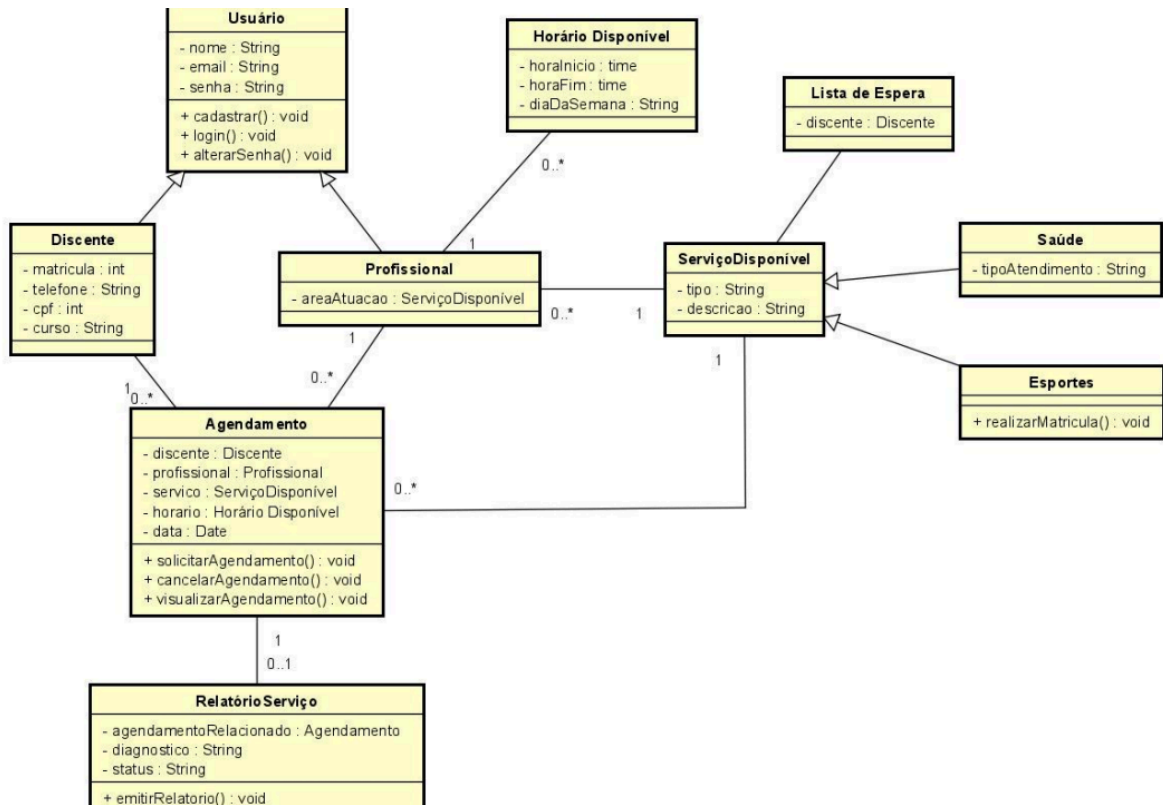 Usuário
- nome : String
- email : String
- senha : String
+ cadastrar() : void
+ login() : void
+ alterarSenha() : void
Horário Disponível
- horaInicio : time
- horaFim : time
- diaDaSemana : String
Lista de Espera
- discente : Discente
0..*
1
Discente
- matricula : int
- telefone : String
- cpf : int
- curso : String
Profissional
- areaAtuacao : ServiçoDisponível
ServiçoDisponível
- tipo : String
- descricao : String
Saúde
- tipoAtendimento : String
0..*
1
1
0..*
1
0..*
1
Esportes
+ realizarMatricula() : void
Agendamento
- discente : Discente
- profissional : Profissional
- servico : ServiçoDisponível
- horario : Horário Disponível
- data : Date
+ solicitarAgendamento() : void
+ cancelarAgendamento() : void
+ visualizarAgendamento() : void
0..*
1
0..1
RelatórioServiço
- agendamentoRelacionado : Agendamento
- diagnostico : String
- status : String
+ emitirRelatorio() : void